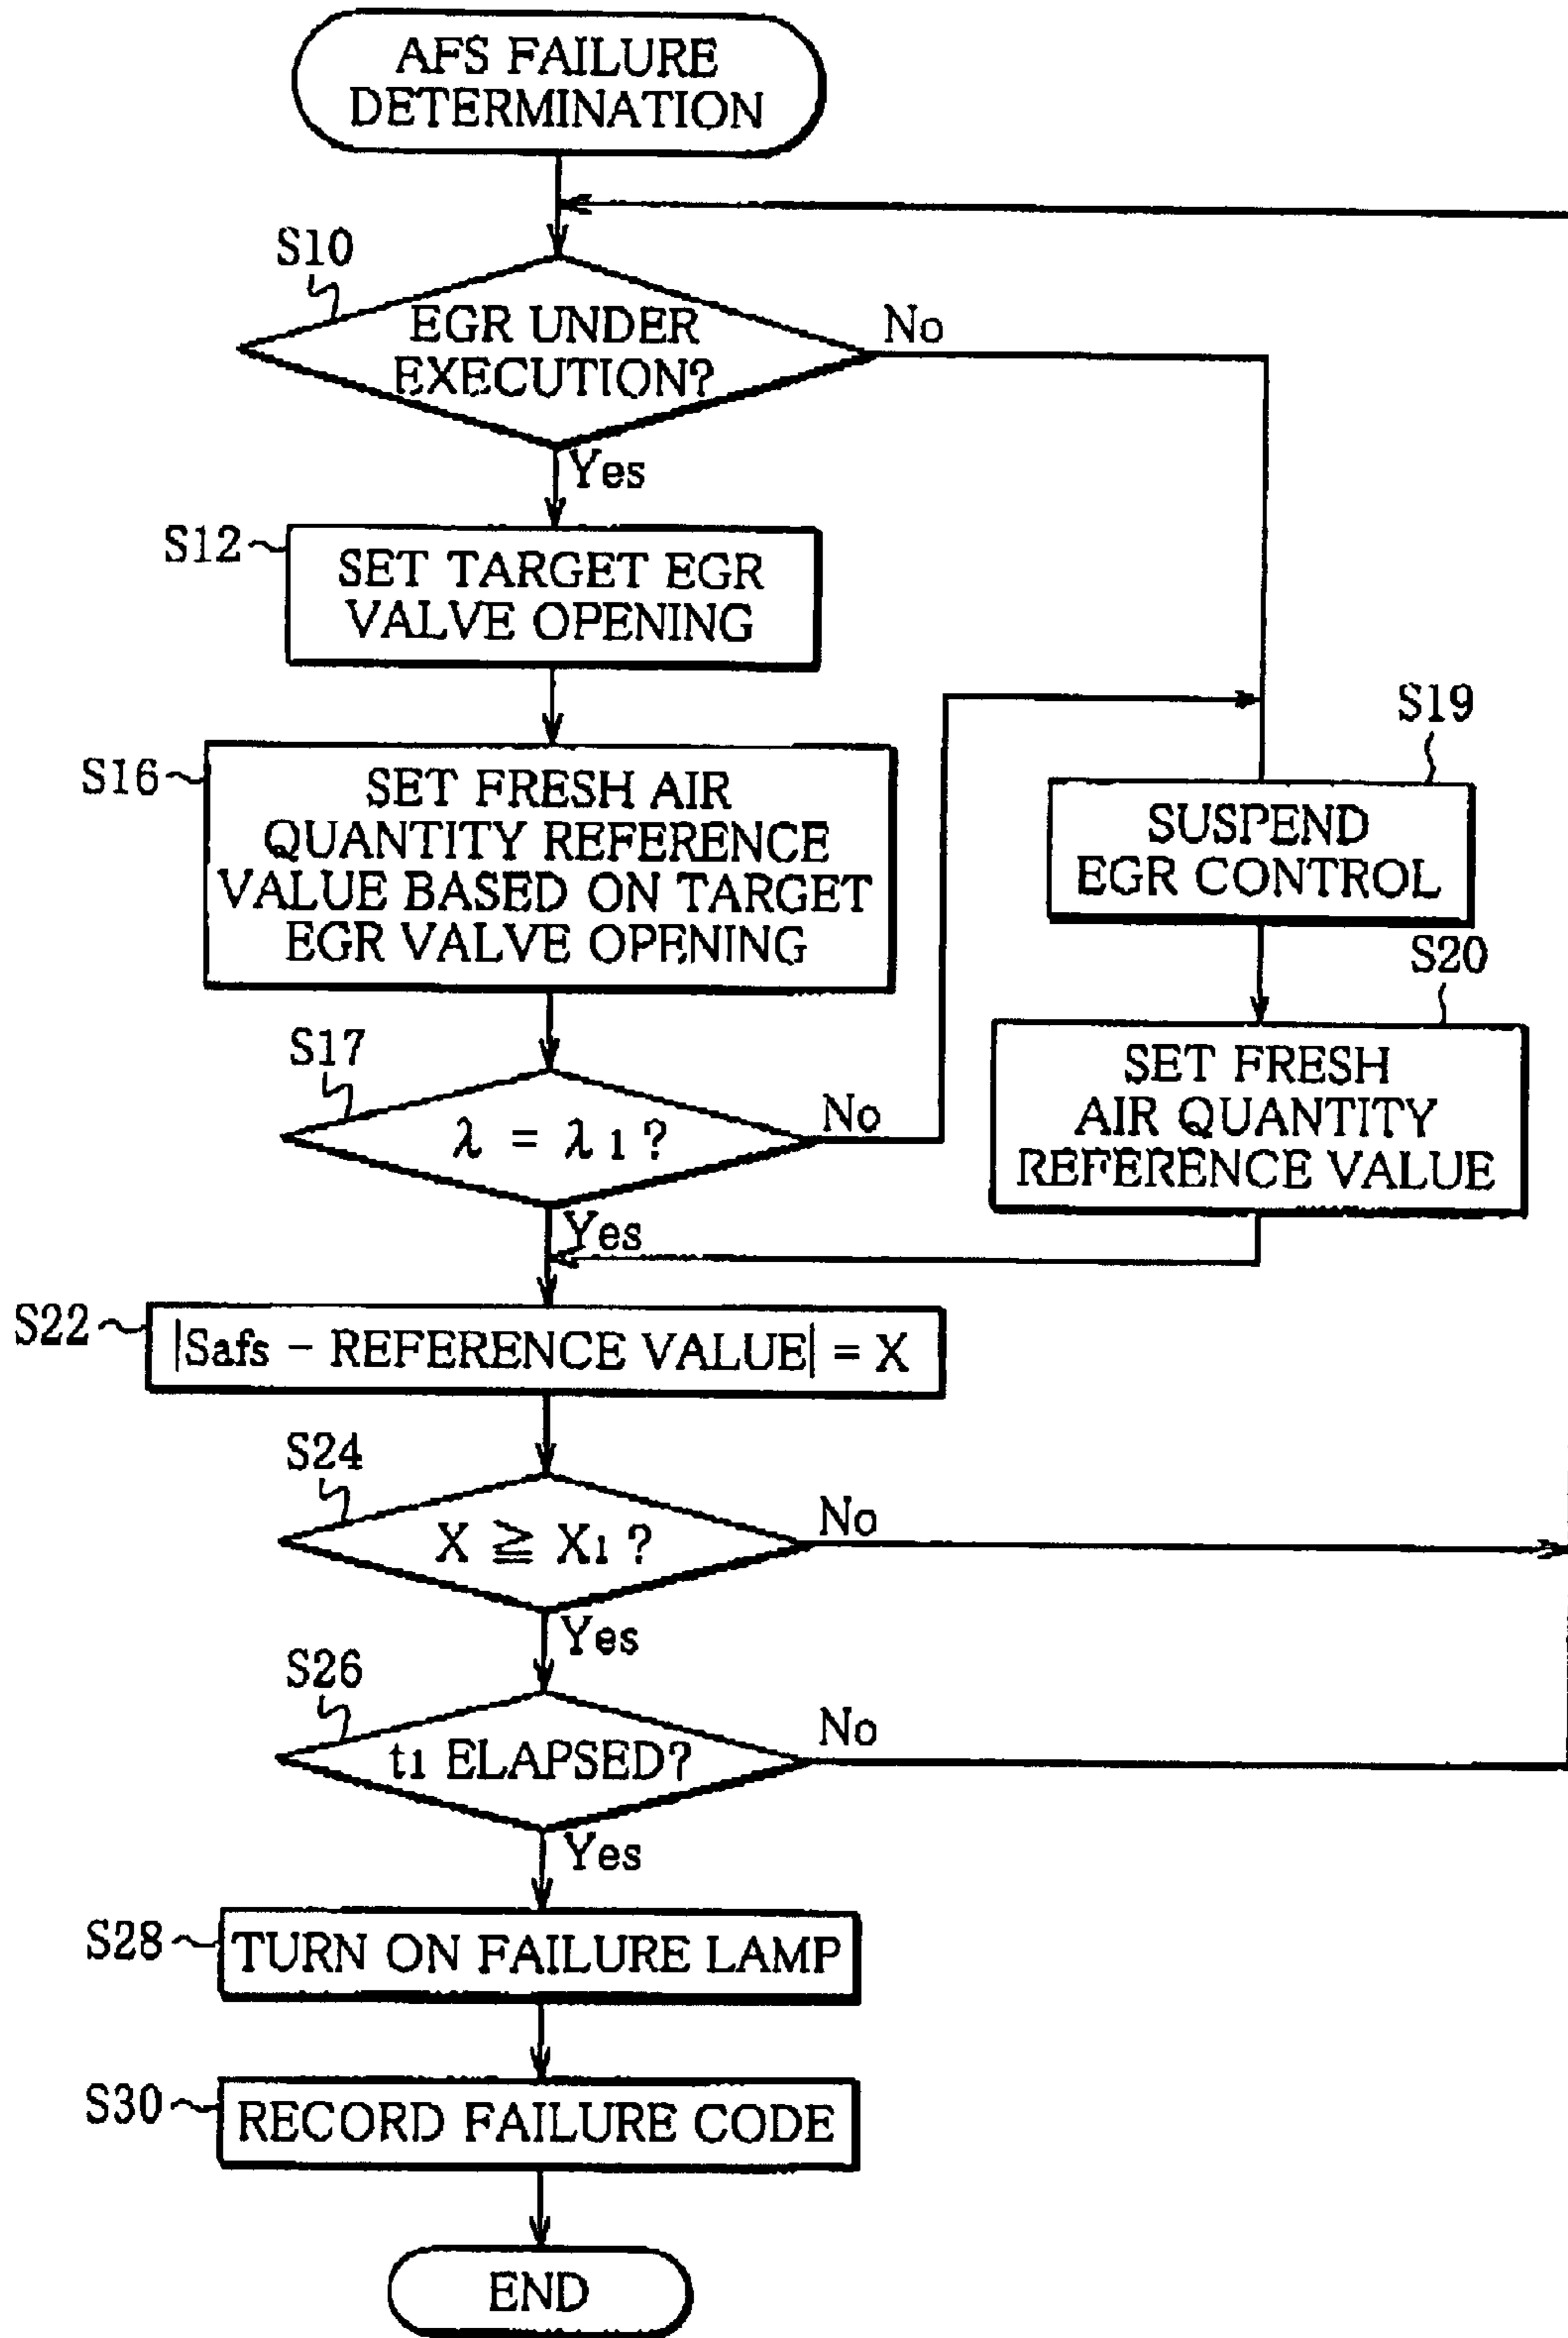 AFS FAILURE
DETERMINATION
S10
EGR UNDER
EXECUTION?
No
Yes
S12
SET TARGET EGR
VALVE OPENING
S16
SET FRESH AIR
QUANTITY REFERENCE
VALUE BASED ON TARGET
EGR VALVE OPENING
S19
SUSPEND
EGR CONTROL
S20
SET FRESH
AIR QUANTITY
REFERENCE VALUE
S17
λ = λ1 ?
No
Yes
S22
|Safs - REFERENCE VALUE| = X
S24
X ≧ X1 ?
No
Yes
S26
t1 ELAPSED?
No
Yes
S28
TURN ON FAILURE LAMP
S30
RECORD FAILURE CODE
END